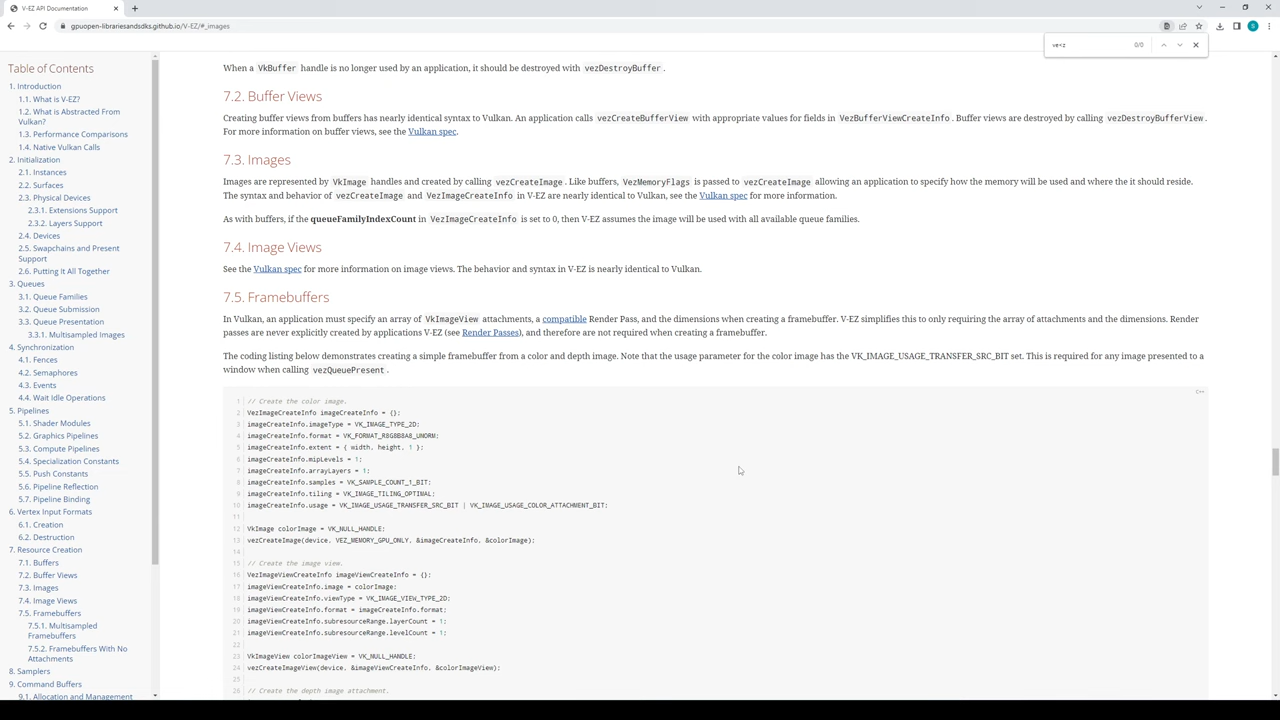 V-EZ API Documentation
gpuopen-librariesandsdks.github.io/V-EZ/#_images
S
ve<z
0/0
Table of Contents
1. Introduction
1.1. What is V-EZ?
1.2. What is Abstracted From
Vulkan?
1.3. Performance Comparisons
1.4. Native Vulkan Calls
2. Initialization
2.1. Instances
2.2. Surfaces
2.3. Physical Devices
2.3.1. Extensions Support
2.3.2. Layers Support
2.4. Devices
2.5. Swapchains and Present
Support
2.6. Putting It All Together
3. Queues
3.1. Queue Families
3.2. Queue Submission
3.3. Queue Presentation
3.3.1. Multisampled Images
4. Synchronization
4.1. Fences
4.2. Semaphores
4.3. Events
4.4. Wait Idle Operations
5. Pipelines
5.1. Shader Modules
5.2. Graphics Pipelines
5.3. Compute Pipelines
5.4. Specialization Constants
5.5. Push Constants
5.6. Pipeline Reflection
5.7. Pipeline Binding
6. Vertex Input Formats
6.1. Creation
6.2. Destruction
7. Resource Creation
7.1. Buffers
7.2. Buffer Views
7.3. Images
7.4. Image Views
7.5. Framebuffers
7.5.1. Multisampled
Framebuffers
7.5.2. Framebuffers With No
Attachments
8. Samplers
9. Command Buffers
9.1. Allocation and Management
When a VkBuffer handle is no longer used by an application, it should be destroyed with vezDestroyBuffer.
7.2. Buffer Views
Creating buffer views from buffers has nearly identical syntax to Vulkan. An application calls vezCreateBufferView with appropriate values for fields in VezBufferViewCreateInfo. Buffer views are destroyed by calling vezDestroyBufferView.
For more information on buffer views, see the Vulkan spec.
7.3. Images
Images are represented by VkImage handles and created by calling vezCreateImage. Like buffers, VezMemoryFlags is passed to vezCreateImage allowing an application to specify how the memory will be used and where the it should reside.
The syntax and behavior of vezCreateImage and VezImageCreateInfo in V-EZ are nearly identical to Vulkan, see the Vulkan spec for more information.
As with buffers, if the queueFamilyIndexCount in VezImageCreateInfo is set to 0, then V-EZ assumes the image will be used with all available queue families.
7.4. Image Views
See the Vulkan spec for more information on image views. The behavior and syntax in V-EZ is nearly identical to Vulkan.
7.5. Framebuffers
In Vulkan, an application must specify an array of VkImageView attachments, a compatible Render Pass, and the dimensions when creating a framebuffer. V-EZ simplifies this to only requiring the array of attachments and the dimensions. Render
passes are never explicitly created by applications V-EZ (see Render Passes), and therefore are not required when creating a framebuffer.
The coding listing below demonstrates creating a simple framebuffer from a color and depth image. Note that the usage parameter for the color image has the VK_IMAGE_USAGE_TRANSFER_SRC_BIT set. This is required for any image presented to a
window when calling vezQueuePresent.
C++
1 // Create the color image.
2 VezImageCreateInfo imageCreateInfo = {};
3 imageCreateInfo.imageType = VK_IMAGE_TYPE_2D;
4 imageCreateInfo.format = VK_FORMAT_R8G8B8A8_UNORM;
5 imageCreateInfo.extent = { width, height, 1 };
6 imageCreateInfo.mipLevels = 1;
7 imageCreateInfo.arrayLayers = 1;
8 imageCreateInfo.samples = VK_SAMPLE_COUNT_1_BIT;
9 imageCreateInfo.tiling = VK_IMAGE_TILING_OPTIMAL;
10 imageCreateInfo.usage = VK_IMAGE_USAGE_TRANSFER_SRC_BIT | VK_IMAGE_USAGE_COLOR_ATTACHMENT_BIT;
11
12 VkImage colorImage = VK_NULL_HANDLE;
13 vezCreateImage(device, VEZ_MEMORY_GPU_ONLY, &imageCreateInfo, &colorImage);
14
15 // Create the image view.
16 VezImageViewCreateInfo imageViewCreateInfo = {};
17 imageViewCreateInfo.image = colorImage;
18 imageViewCreateInfo.viewType = VK_IMAGE_VIEW_TYPE_2D;
19 imageViewCreateInfo.format = imageCreateInfo.format;
20 imageViewCreateInfo.subresourceRange.layerCount = 1;
21 imageViewCreateInfo.subresourceRange.levelCount = 1;
22
23 VkImageView colorImageView = VK_NULL_HANDLE;
24 vezCreateImageView(device, &imageViewCreateInfo, &colorImageView);
25
26 // Create the depth image attachment.